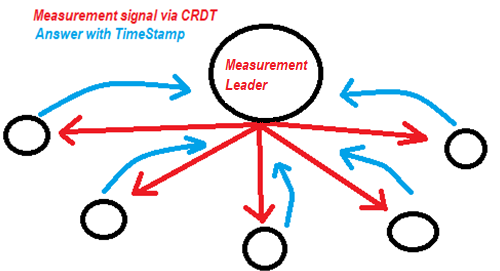 Measurement signal via CRDT
Answer with TimeStamp
Measurement
Leader